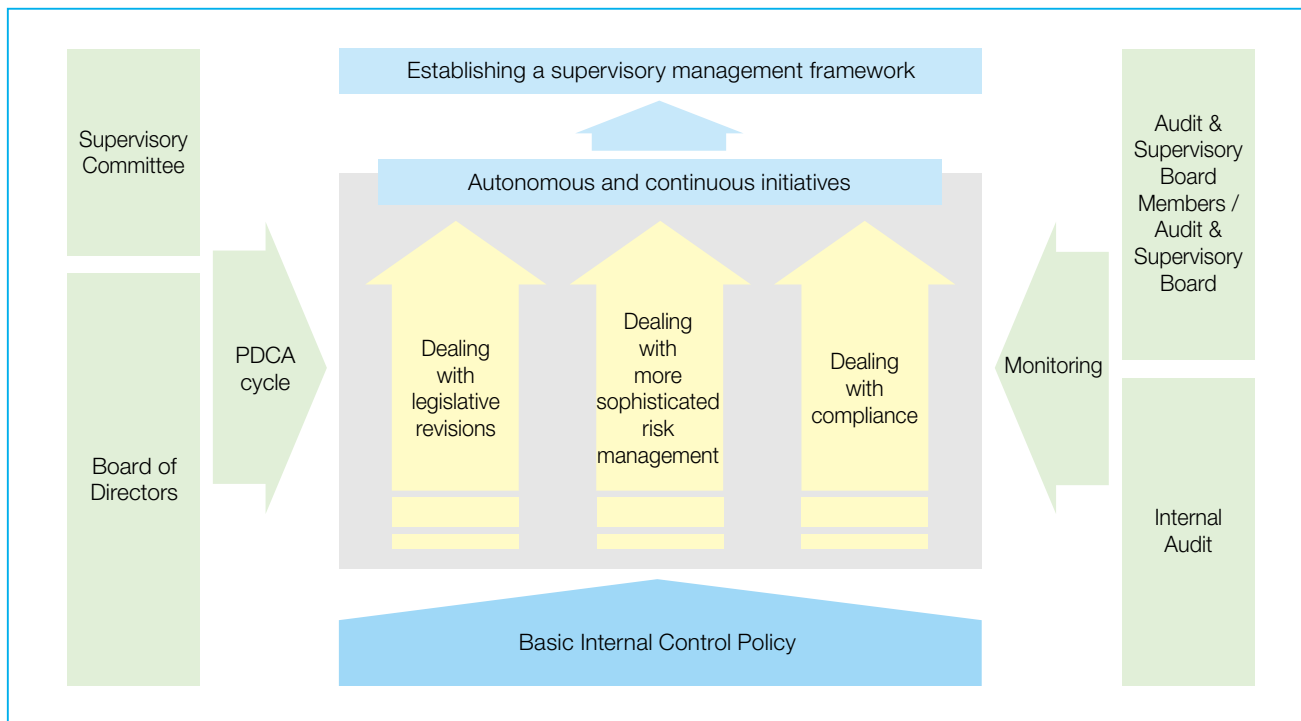 Establishing a supervisory management framework
Supervisory
Committee
Audit &
Supervisory
Board
Members /
Audit &
Supervisory
Board
Autonomous and continuous initiatives
PDCA
cycle
Dealing
with
legislative
revisions
Dealing
with
more
sophisticated
risk
management
Dealing
with
compliance
Monitoring
Board of
Directors
Internal
Audit
Basic Internal Control Policy